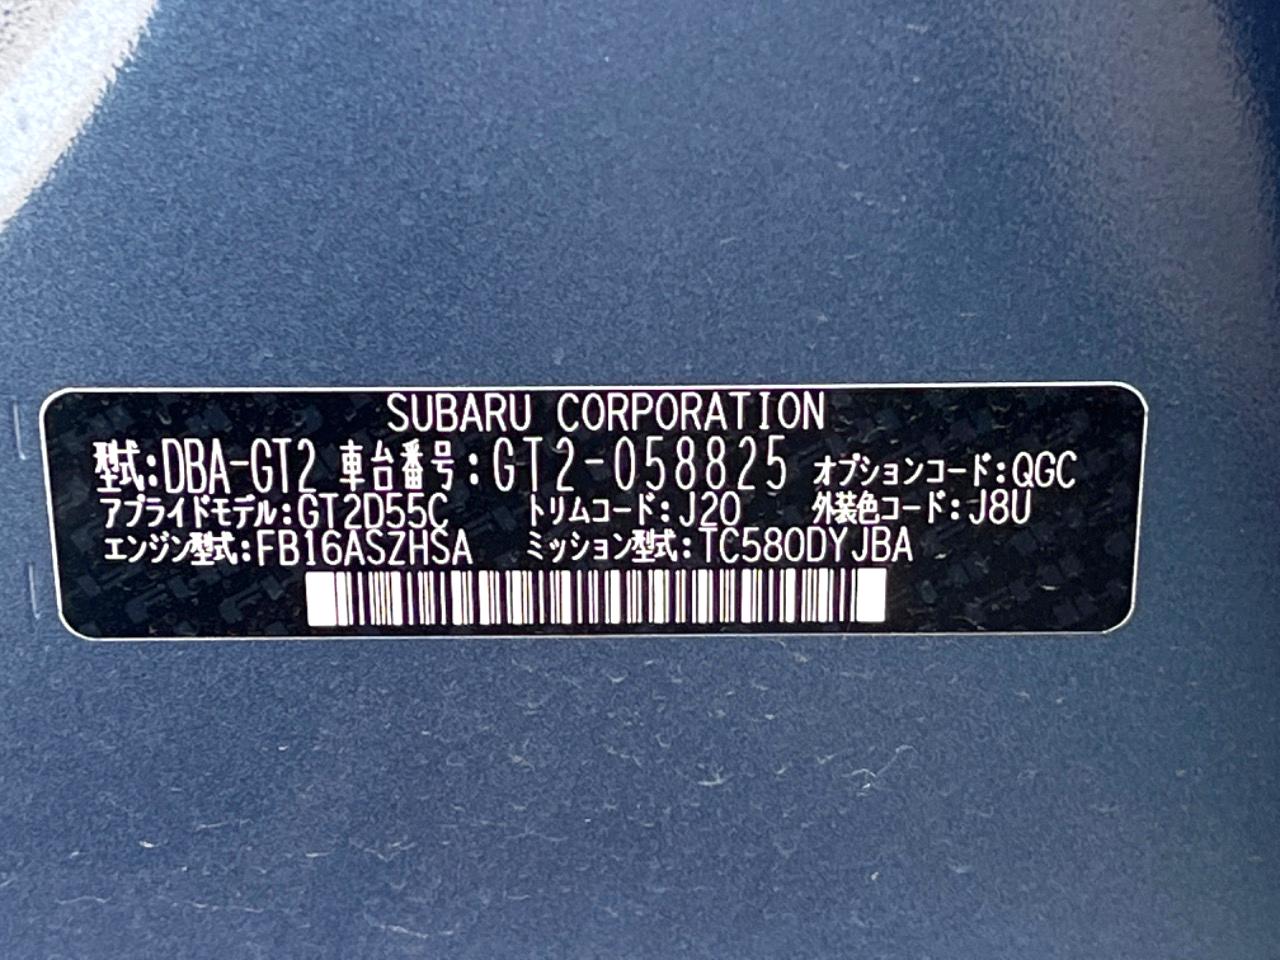 SUBARU CORPORATION
型式:DBA-GT2 車台番号:GT2-058825 オプションコード:QGC
アプライドモデル:GT2D55C トリムコード:J20 外装色コード:J8U
エンジン型式:FB16ASZHSA ミッション型式:TC580DYJBA